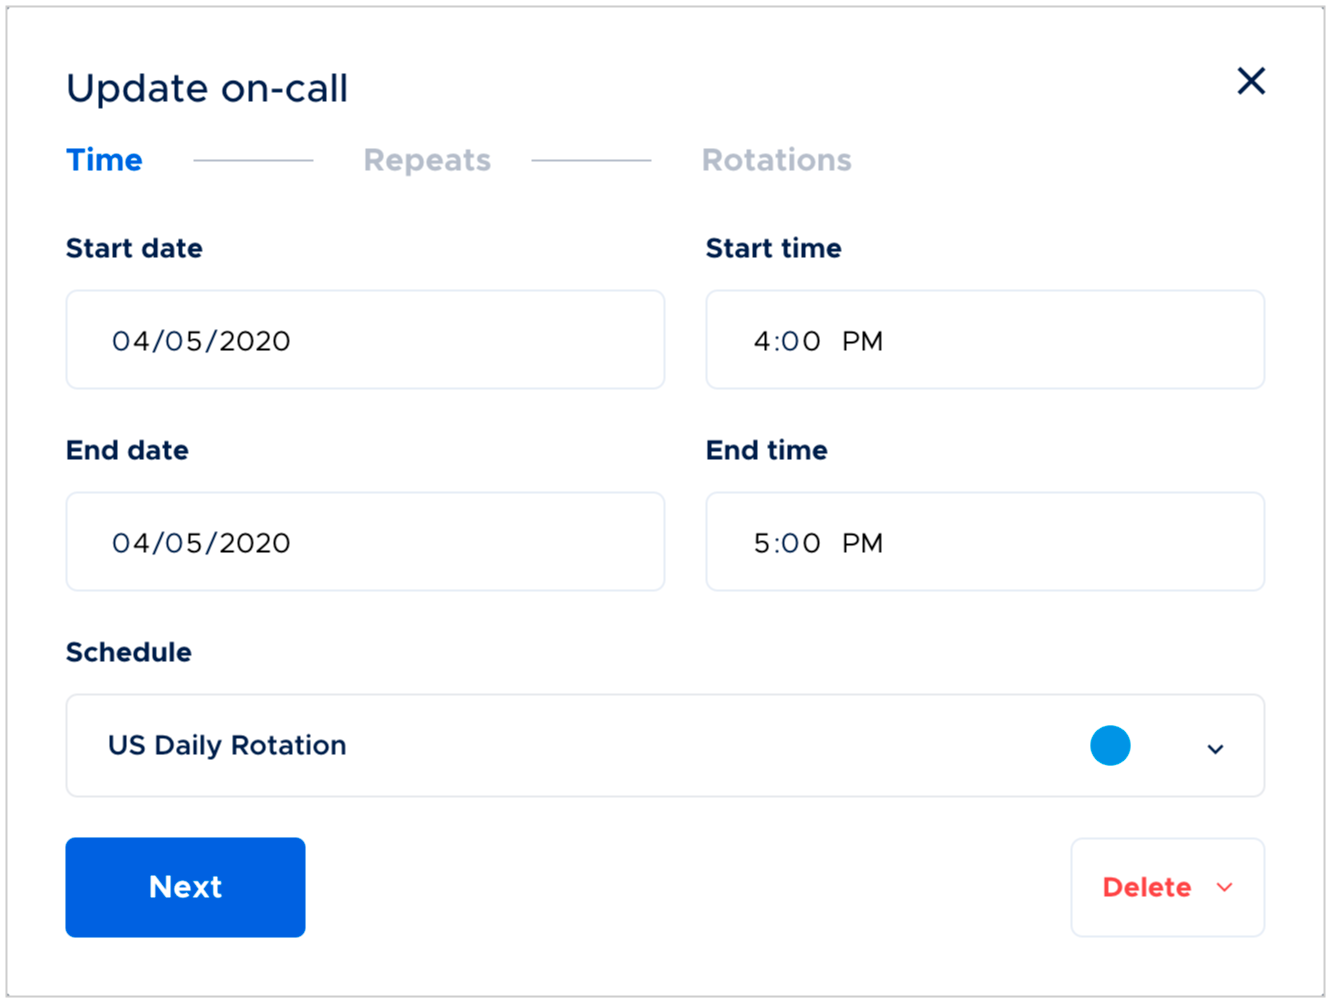 Update on-call
Time Repeats Rotations
Start date Start time
04/05/2020 4:00 PM
End date End time
04/05/2020 5:00 PM
Schedule
US Daily Rotation
Next Delete